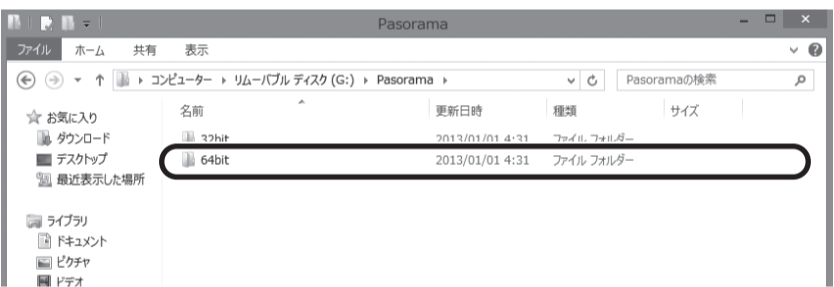 Pasorama
ファイル ホーム 共有 表示
コンピューター リムーバブル ディスク (G:) Pasorama Pasoramaの検索
名前 更新日時 種類 サイズ
お気に入り
ダウンロード
デスクトップ
最近表示した場所
32bit 2013/01/01 4:31 ファイル フォルダー
64bit 2013/01/01 4:31 ファイル フォルダー
ライブラリ
ドキュメント
ピクチャ
ビデオ